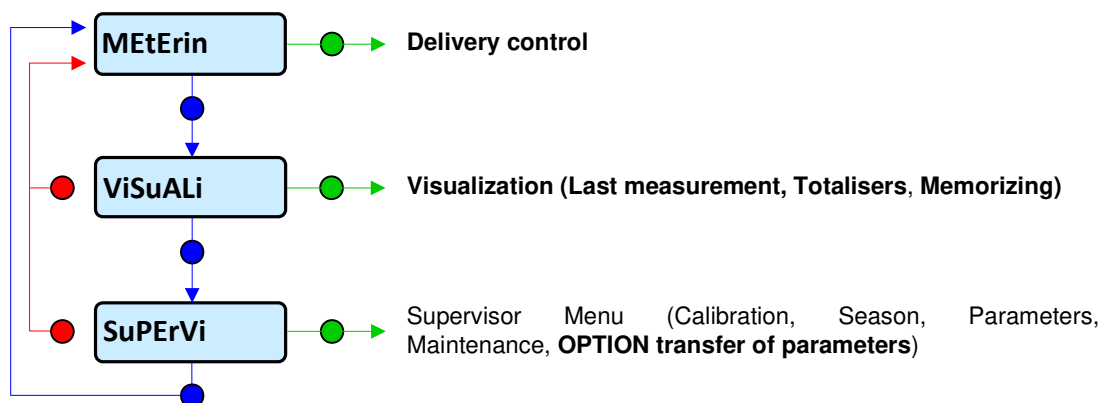 MEtErin
Delivery control
ViSuALi
Visualization (Last measurement, Totalisers, Memorizing)
SuPErVi
Supervisor Menu (Calibration, Season, Parameters,
Maintenance, OPTION transfer of parameters)